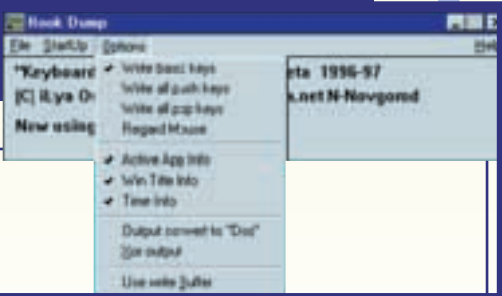 Hook Dump
File StartUp Options Help
"Keyboard eta 1996-97
(C) iLya O .net N-Novgorod
Now using
Write basic keys
Write all push keys
Write all pop keys
Regard Mouse
Active App Info
Win Title Info
Time Info
Output convert to "Dos"
Xor output
Use write Buffer